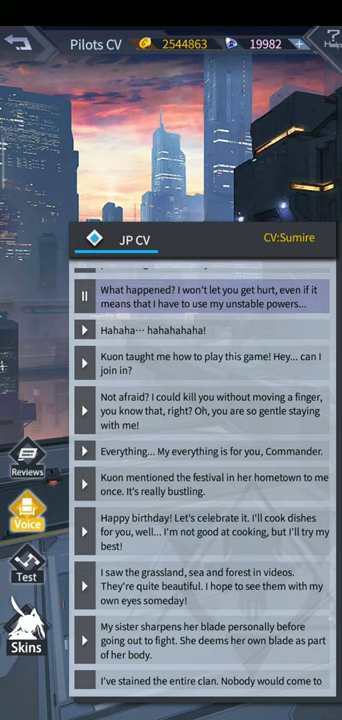 Pilots CV
2544863
19982
+
?
Help
JP CV
CV:Sumire
What happened? I won't let you get hurt, even if it
means that I have to use my unstable powers...
Hahaha··· hahahahaha!
Kuon taught me how to play this game! Hey... can I
join in?
Not afraid? I could kill you without moving a finger,
you know that, right? Oh, you are so gentle staying
with me!
Everything... My everything is for you, Commander.
Kuon mentioned the festival in her hometown to me
once. It's really bustling.
Happy birthday! Let's celebrate it. I'll cook dishes
for you, well... I'm not good at cooking, but I'll try my
best!
I saw the grassland, sea and forest in videos.
They're quite beautiful. I hope to see them with my
own eyes someday!
My sister sharpens her blade personally before
going out to fight. She deems her own blade as part
of her body.
I've stained the entire clan. Nobody would come to
Reviews
Voice
Test
Skins